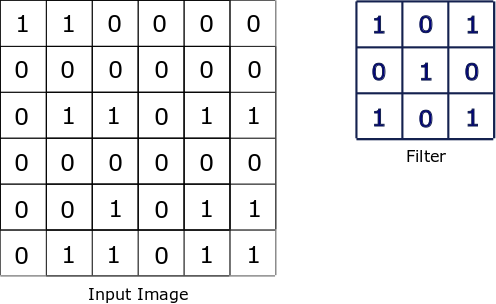 1 1 0 0 0 0
0 0 0 0 0 0
0 1 1 0 1 1
0 0 0 0 0 0
0 0 1 0 1 1
0 1 1 0 1 1
Input Image
1 0 1
0 1 0
1 0 1
Filter